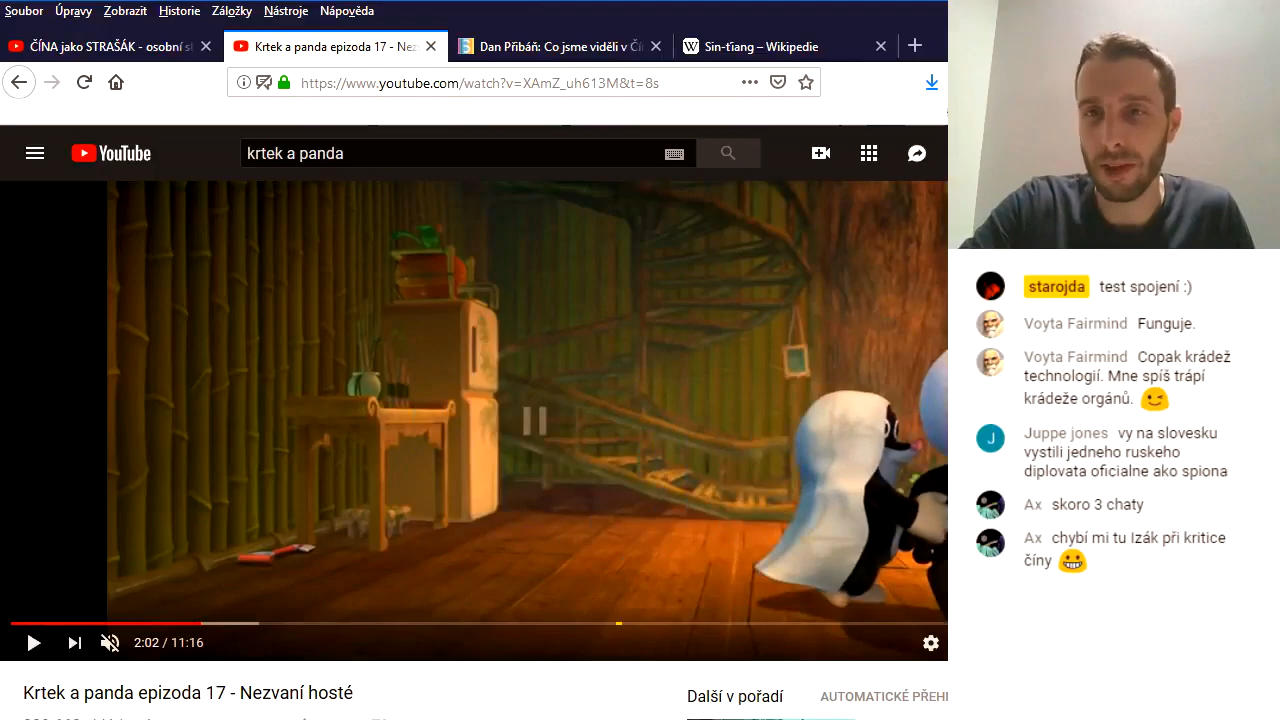 Soubor Úpravy Zobrazit Historie Záložky Nástroje Nápověda
ČÍNA jako STRAŠÁK - osobní
Krtek a panda epizoda 17 - Nez
Dan Přibáň: Co jsme viděli v Čí
Sin-ťiang – Wikipedie
https://www.youtube.com/watch?v=XAmZ_uh613M&t=8s
YouTube
krtek a panda
2:02 / 11:16
Krtek a panda epizoda 17 - Nezvaní hosté
Další v pořadí
AUTOMATICKÉ PŘEH
starojda test spojení :)
Voyta Fairmind Funguje.
Voyta Fairmind Copak krádež
technologií. Mne spíš trápí
krádeže orgánů.
J
Juppe jones vy na slovesku
vystili jedneho ruskeho
diplovata oficialne ako spiona
Ax skoro 3 chaty
Ax chybí mi tu Izák při kritice
číny